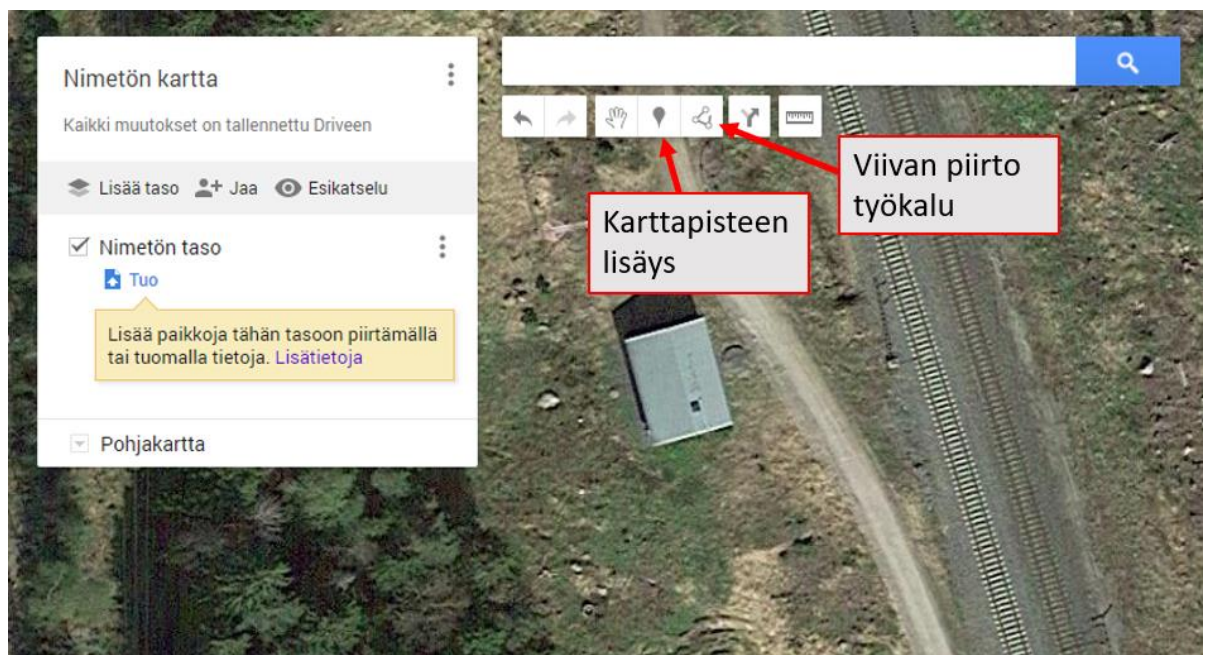 Nimetön kartta
Kaikki muutokset on tallennettu Driveen
Lisää taso Jaa Esikatselu
Nimetön taso
Tuo
Lisää paikkoja tähän tasoon piirtämällä
tai tuomalla tietoja. Lisätietoja
Pohjakartta
Karttapisteen
lisäys
Viivan piirto
työkalu